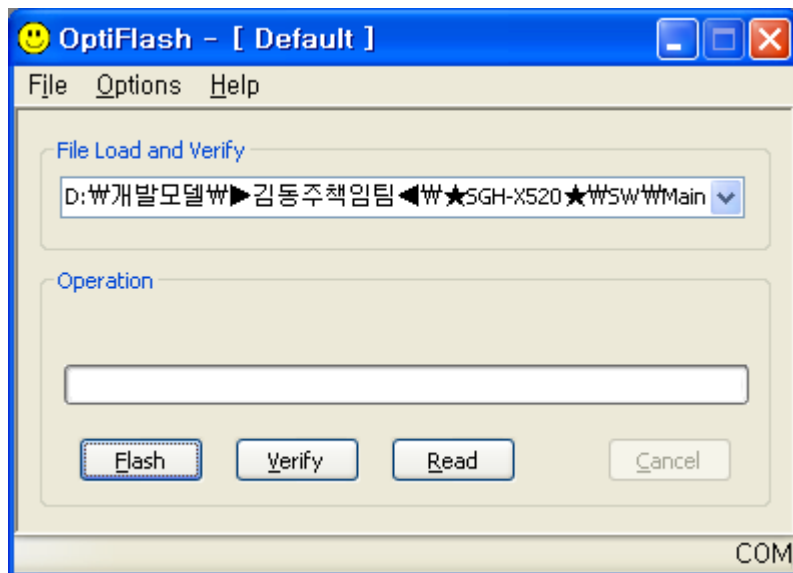 OptiFlash - [ Default ]
File Options Help
File Load and Verify
D:₩개발모델₩▶김동주책임팀◀₩★SGH-X520★₩SW₩Main
Operation
Flash Verify Read Cancel
COM